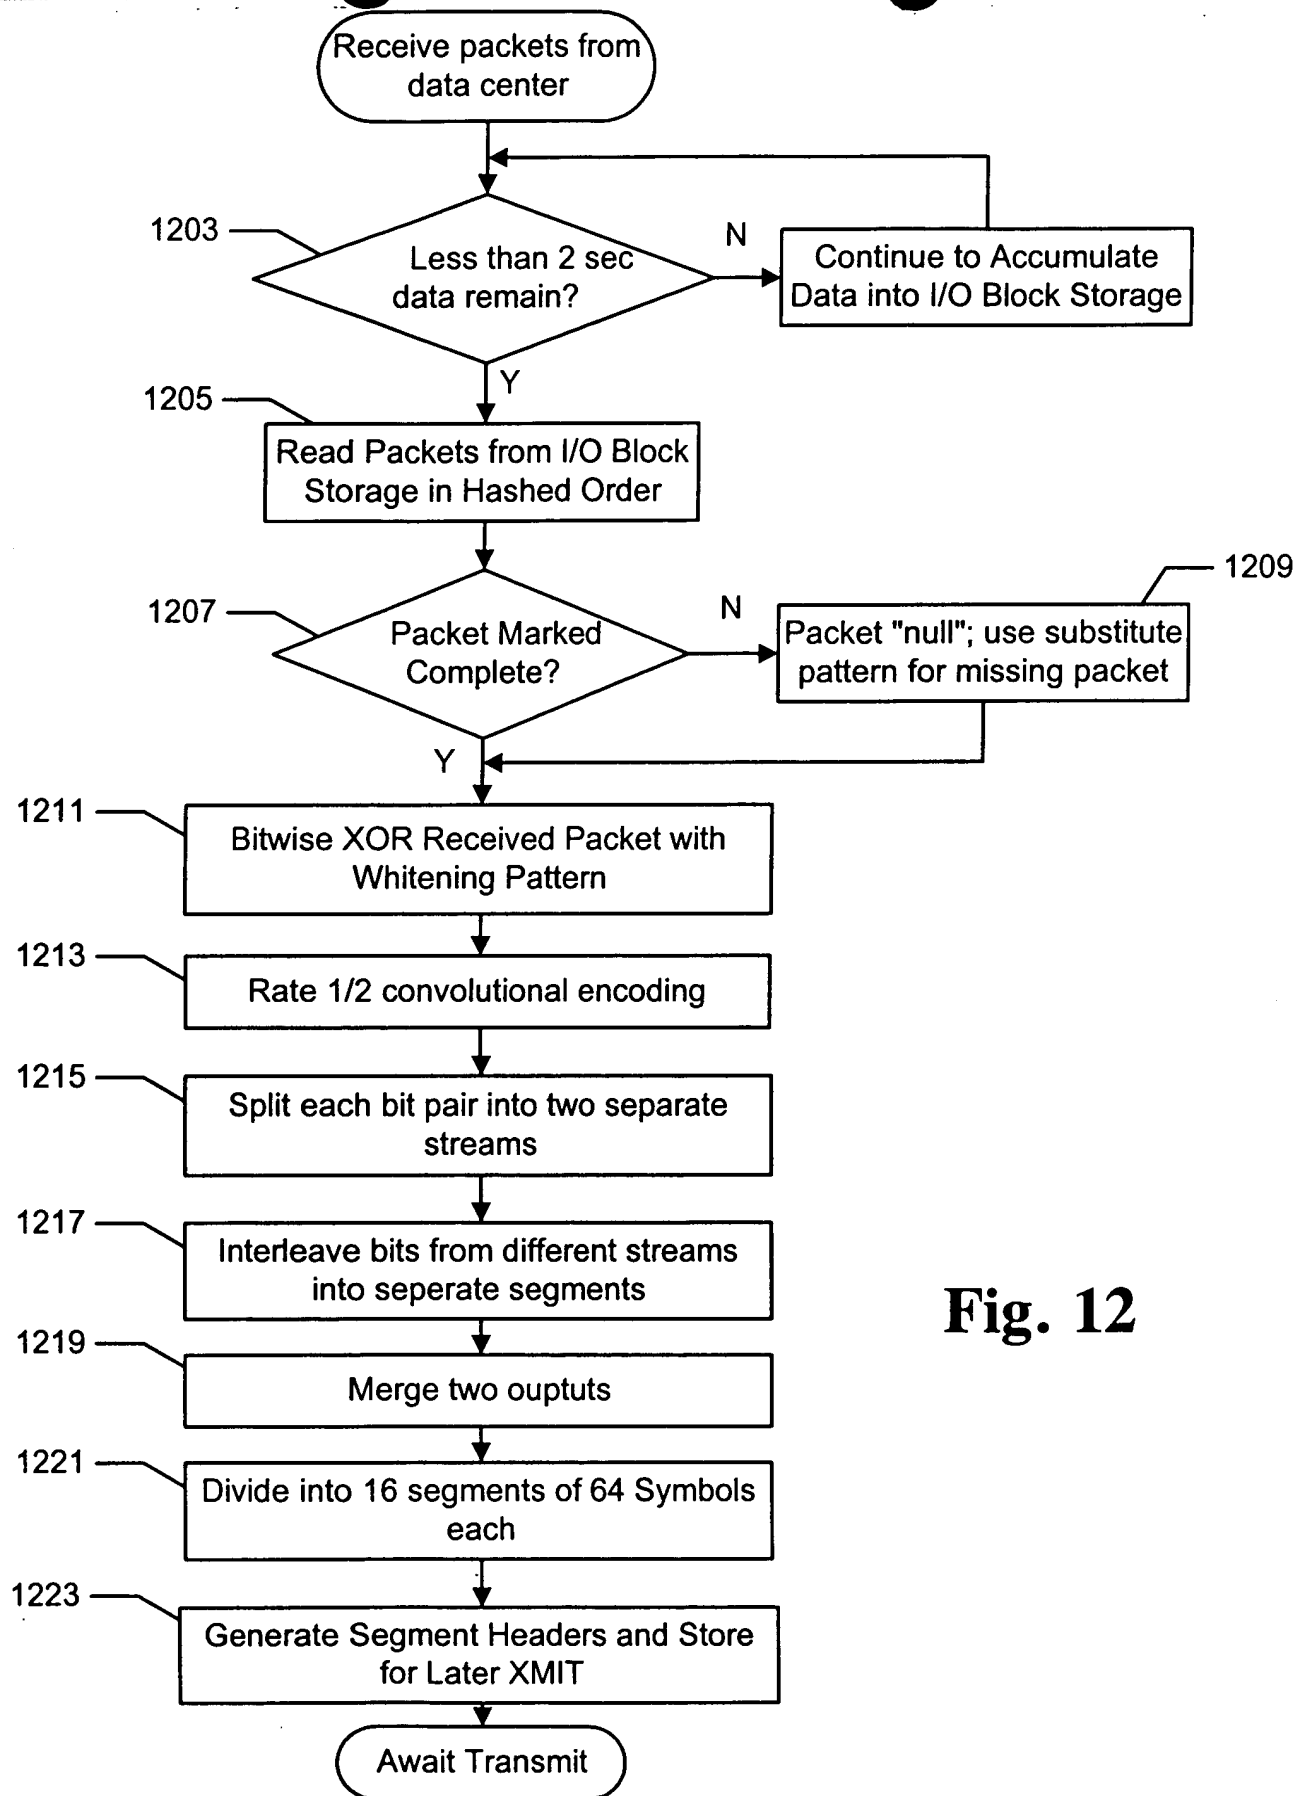 Receive packets from
data center
1203
Less than 2 sec
data remain?
N
Continue to Accumulate
Data into I/O Block Storage
Y
1205
Read Packets from I/O Block
Storage in Hashed Order
1207
Packet Marked
Complete?
N
1209
Packet "null"; use substitute
pattern for missing packet
Y
1211
Bitwise XOR Received Packet with
Whitening Pattern
1213
Rate 1/2 convolutional encoding
1215
Split each bit pair into two separate
streams
1217
Interleave bits from different streams
into seperate segments
1219
Merge two ouptuts
1221
Divide into 16 segments of 64 Symbols
each
1223
Generate Segment Headers and Store
for Later XMIT
Await Transmit
Fig. 12